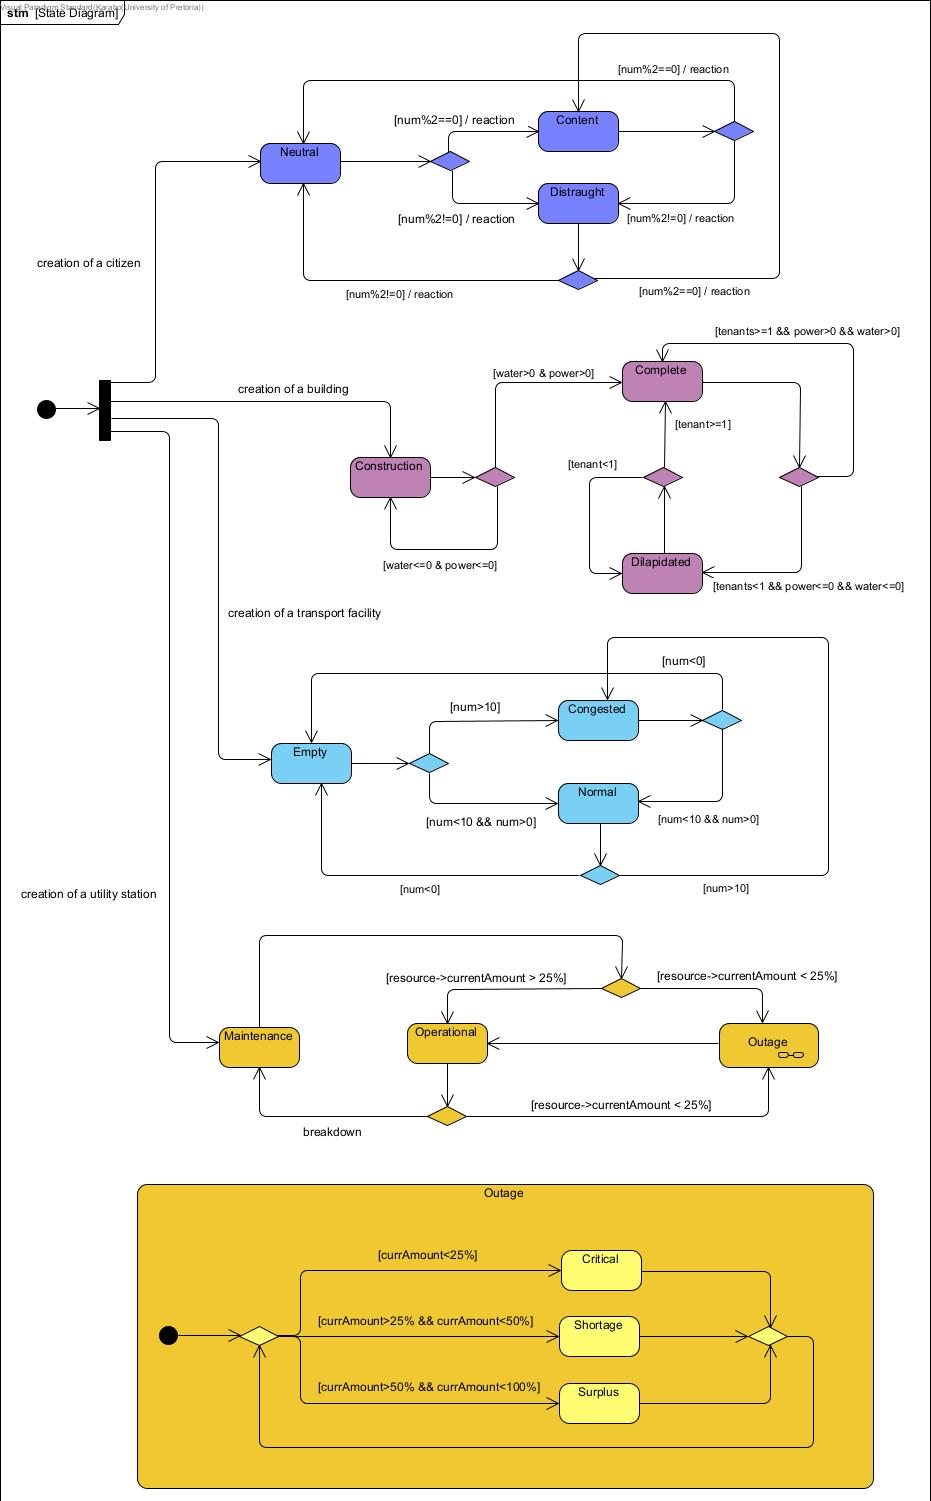 Visual Paradigm Standard(Karabo(University of Pretoria))
stm [State Diagram]
[num%2==0] / reaction
[num%2==0] / reaction
Content
Neutral
Distraught
[num%2!=0] / reaction
[num%2!=0] / reaction
creation of a citizen
[num%2!=0] / reaction
[num%2==0] / reaction
[tenants>=1 && power>0 && water>0]
[water>0 & power>0]
Complete
creation of a building
[tenant>=1]
Construction
[tenant<1]
[water<=0 & power<=0]
Dilapidated
[tenants<1 && power<=0 && water<=0]
creation of a transport facility
[num<0]
[num>10]
Congested
Empty
Normal
[num<10 && num>0]
[num<10 && num>0]
[num<0]
[num>10]
creation of a utility station
[resource->currentAmount > 25%]
[resource->currentAmount < 25%]
Maintenance
Operational
Outage
[resource->currentAmount < 25%]
breakdown
Outage
[currAmount<25%]
Critical
[currAmount>25% && currAmount<50%]
Shortage
[currAmount>50% && currAmount<100%]
Surplus